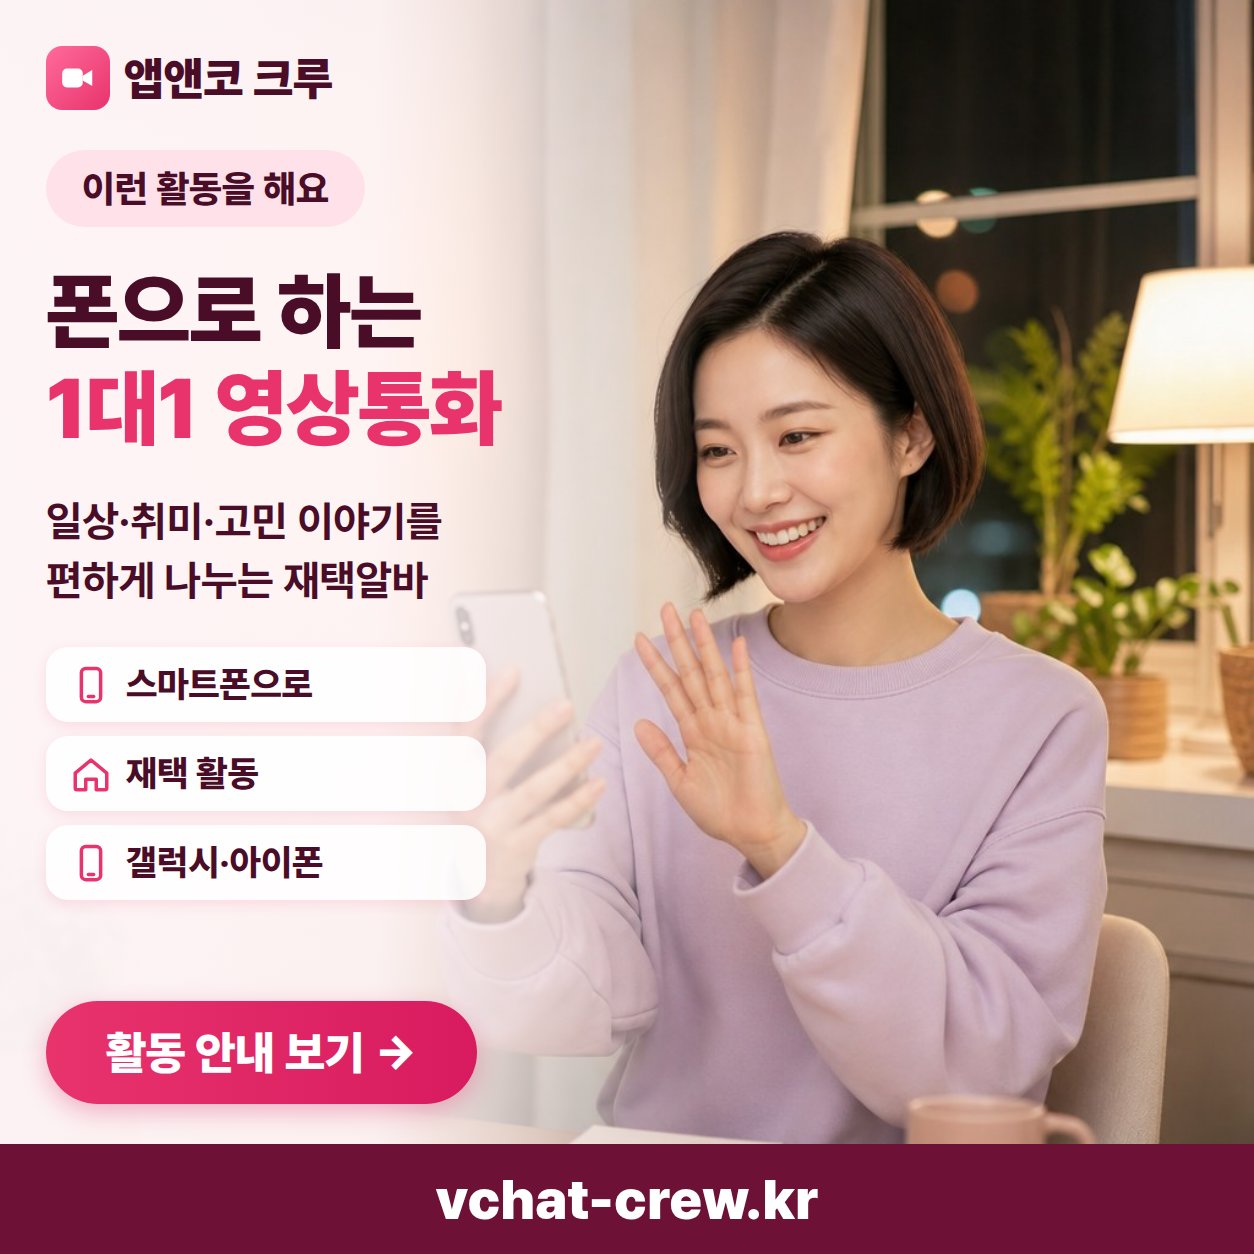 앱앤코 크루
이런 활동을 해요
폰으로 하는
1대1 영상통화
일상·취미·고민 이야기를
편하게 나누는 재택알바
스마트폰으로
재택 활동
갤럭시·아이폰
활동 안내 보기 →
vchat-crew.kr